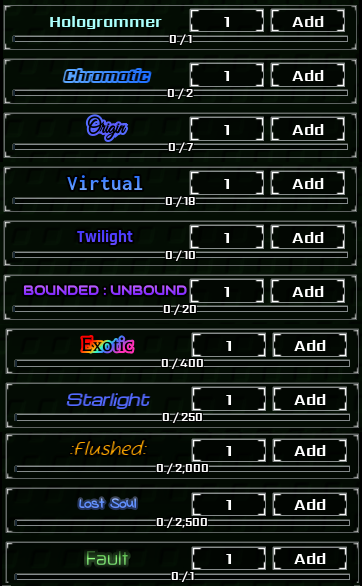 Hologrammer 1 Add
0/1
Chromatic 1 Add
0/2
Origin 1 Add
0/7
Virtual 1 Add
0/18
Twilight 1 Add
0/10
BOUNDED : UNBOUND 1 Add
0/20
Exotic 1 Add
0/400
Starlight 1 Add
0/250
:Flushed: 1 Add
0/2,000
Lost Soul 1 Add
0/2,500
Fault 1 Add
0/1